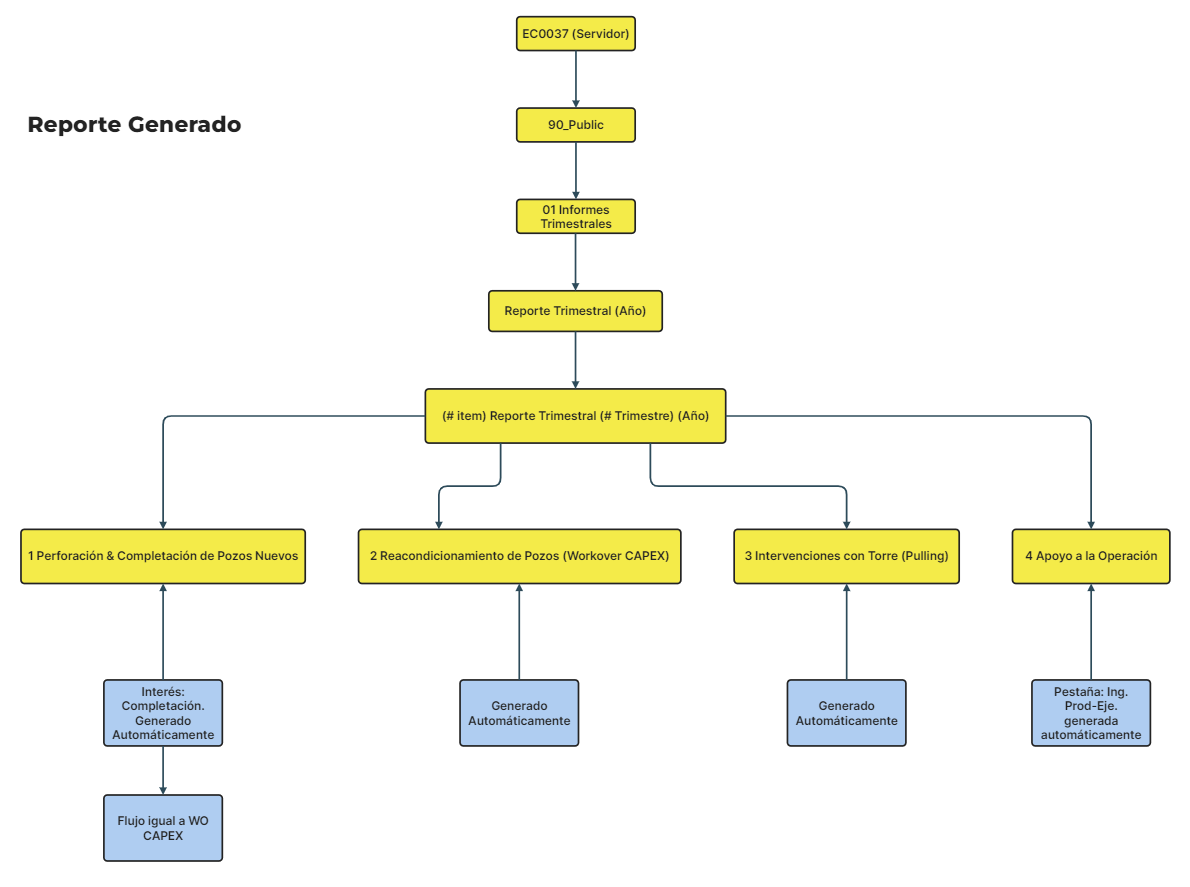 EC0037 (Servidor)
Reporte Generado
90_Public
01 Informes
Trimestrales
Reporte Trimestral (Año)
(# item) Reporte Trimestral (# Trimestre) (Año)
1 Perforación & Completación de Pozos Nuevos
2 Reacondicionamiento de Pozos (Workover CAPEX)
3 Intervenciones con Torre (Pulling)
4 Apoyo a la Operación
Interés:
Completación.
Generado
Automáticamente
Generado
Automáticamente
Generado
Automáticamente
Pestaña: Ing.
Prod-Eje.
generada
automáticamente
Flujo igual a WO
CAPEX